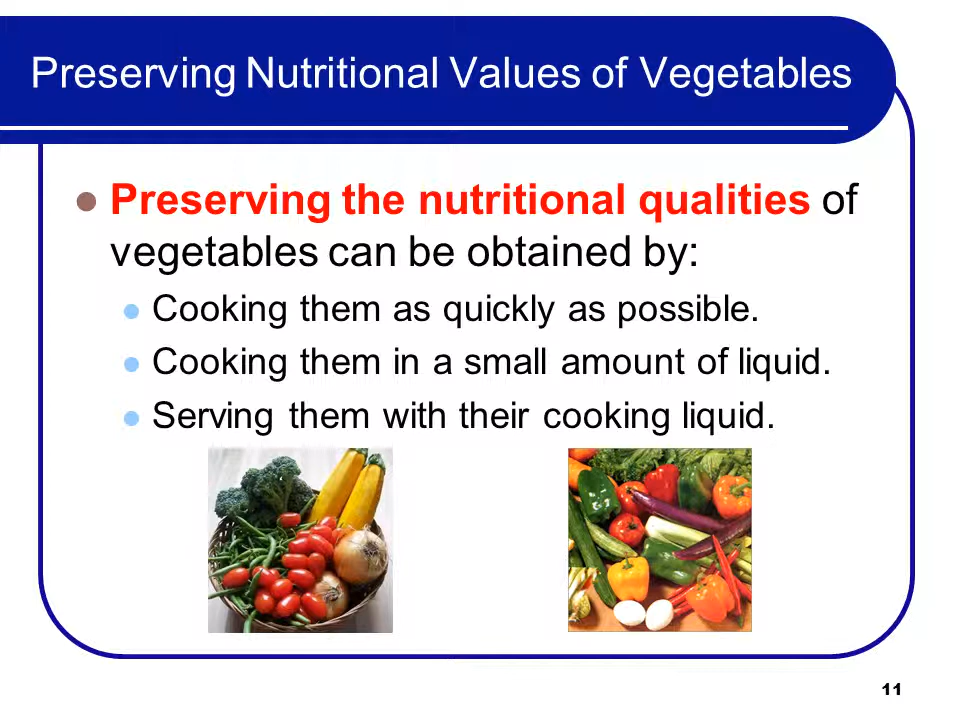 Preserving Nutritional Values of Vegetables
Preserving the nutritional qualities of
vegetables can be obtained by:
Cooking them as quickly as possible.
Cooking them in a small amount of liquid.
Serving them with their cooking liquid.
11